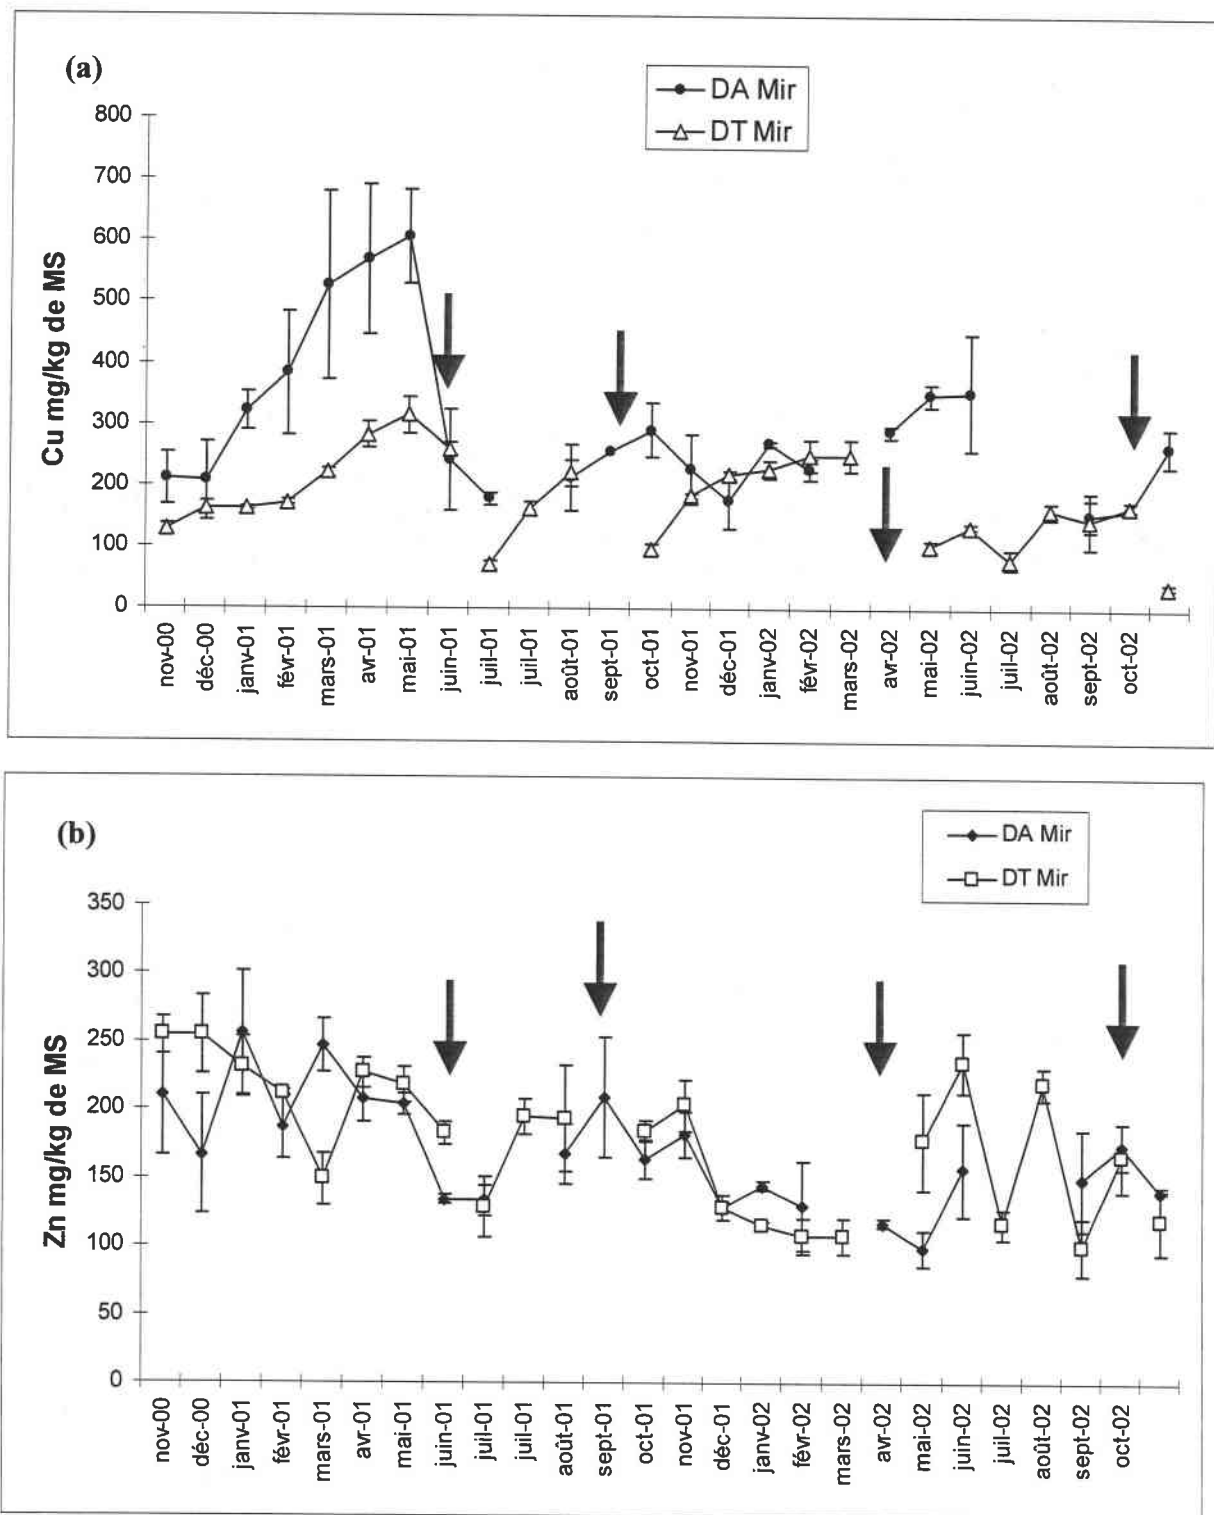 (a)
DA Mir
DT Mir
800
700
600
500
400
300
200
100
0
Cu mg/kg de MS
nov-00
déc-00
janv-01
févr-01
mars-01
avr-01
mai-01
juin-01
juil-01
juil-01
août-01
sept-01
oct-01
nov-01
déc-01
janv-02
févr-02
mars-02
avr-02
mai-02
juin-02
juil-02
août-02
sept-02
oct-02
(b)
DA Mir
DT Mir
350
300
250
200
150
100
50
0
Zn mg/kg de MS
nov-00
déc-00
janv-01
févr-01
mars-01
avr-01
mai-01
juin-01
juil-01
juil-01
août-01
sept-01
oct-01
nov-01
déc-01
janv-02
févr-02
mars-02
avr-02
mai-02
juin-02
juil-02
août-02
sept-02
oct-02